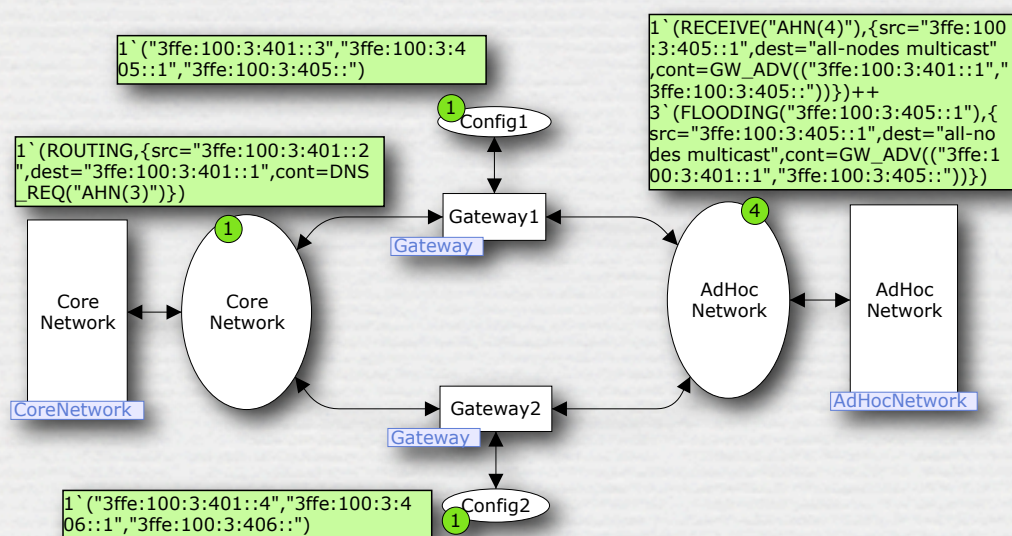 1`("3ffe:100:3:401::3","3ffe:100:3:4
05::1","3ffe:100:3:405::")
1`(RECEIVE("AHN(4)"),{src="3ffe:100
:3:405::1",dest="all-nodes multicast"
,cont=GW_ADV(("3ffe:100:3:401::1","
3ffe:100:3:405::"))})++
3`(FLOODING("3ffe:100:3:405::1"),{
src="3ffe:100:3:405::1",dest="all-no
des multicast",cont=GW_ADV(("3ffe:1
00:3:401::1","3ffe:100:3:405::"))})
1
Config1
1`(ROUTING,{src="3ffe:100:3:401::2
",dest="3ffe:100:3:401::1",cont=DNS
_REQ("AHN(3)")})
1
Gateway1
Gateway
4
Core
Network
CoreNetwork
Core
Network
AdHoc
Network
AdHoc
Network
AdHocNetwork
Gateway2
Gateway
1`("3ffe:100:3:401::4","3ffe:100:3:4
06::1","3ffe:100:3:406::")
Config2
1